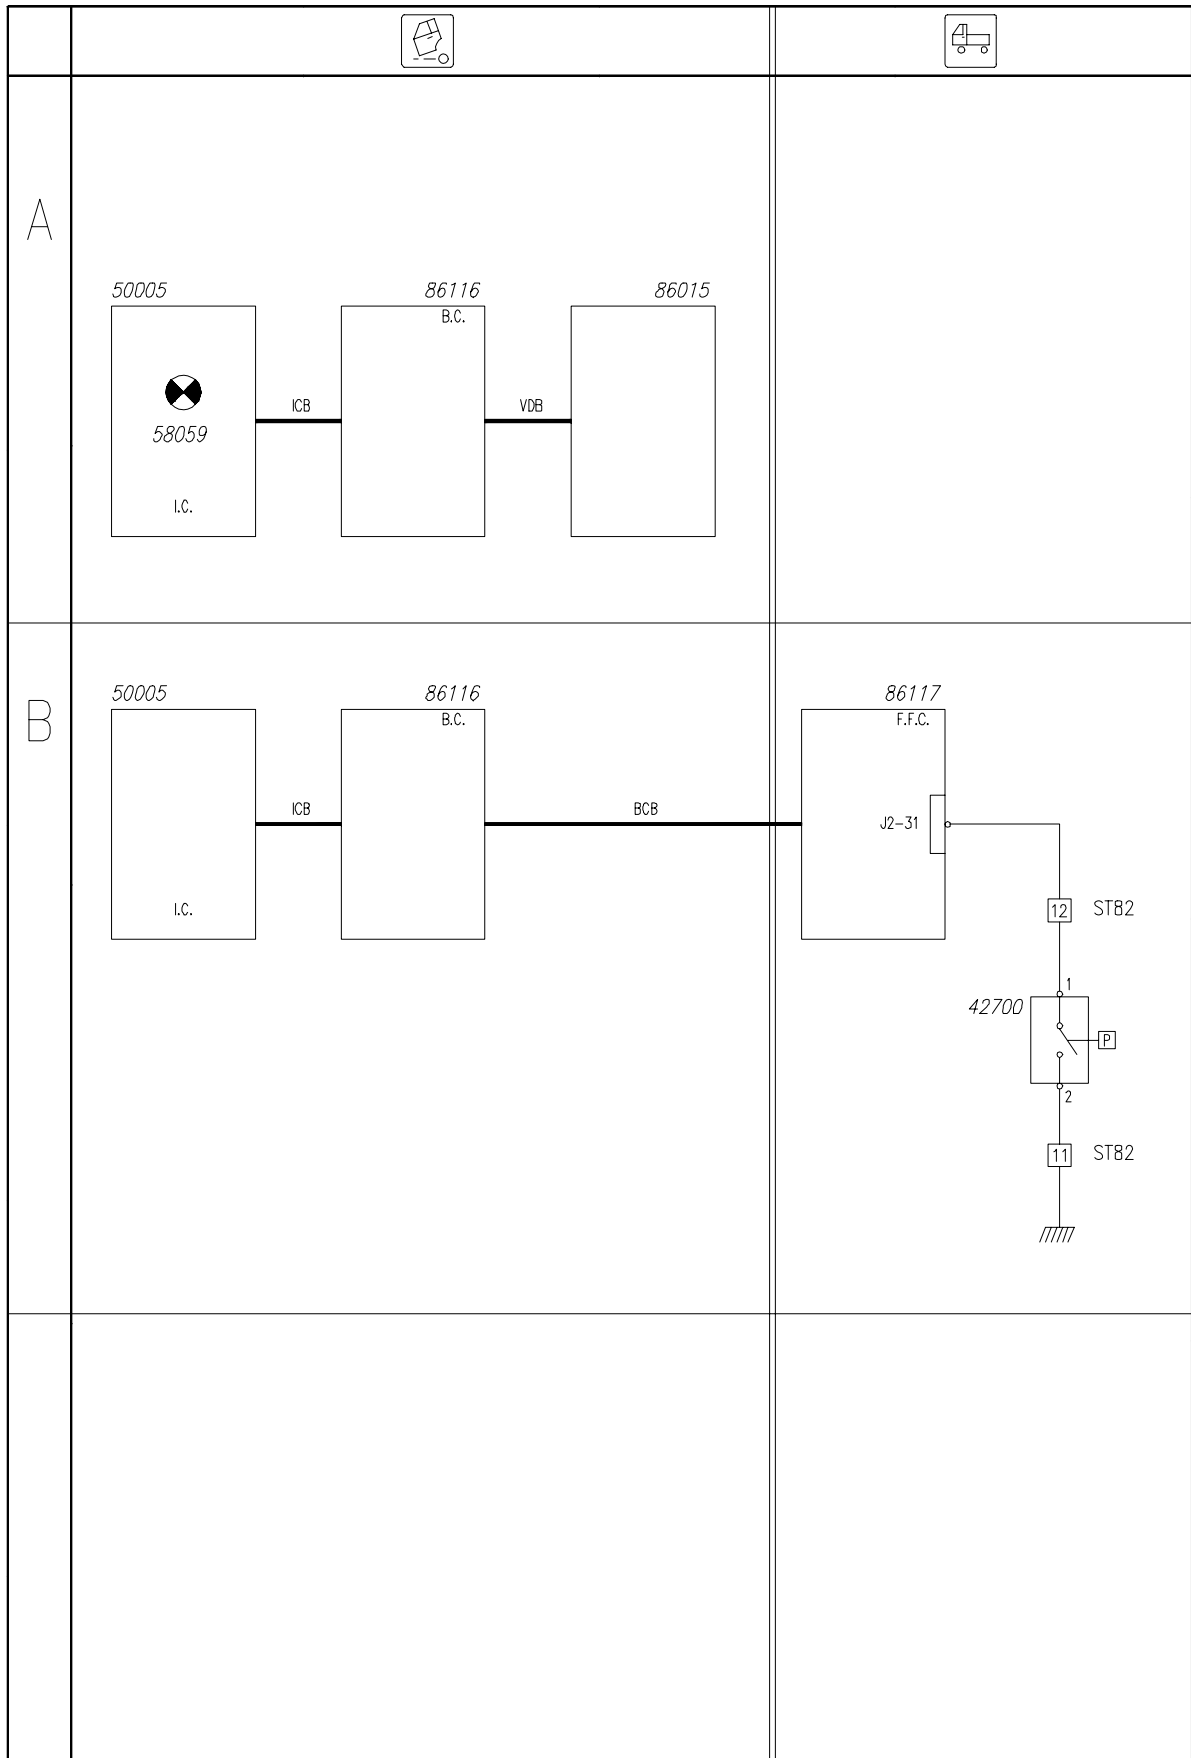 A
50005
86116
86015
B.C.
ICB
VDB
58059
I.C.
B
50005
86116
86117
B.C.
F.F.C.
ICB
BCB
J2-31
I.C.
12 ST82
1
42700
P
2
11 ST82